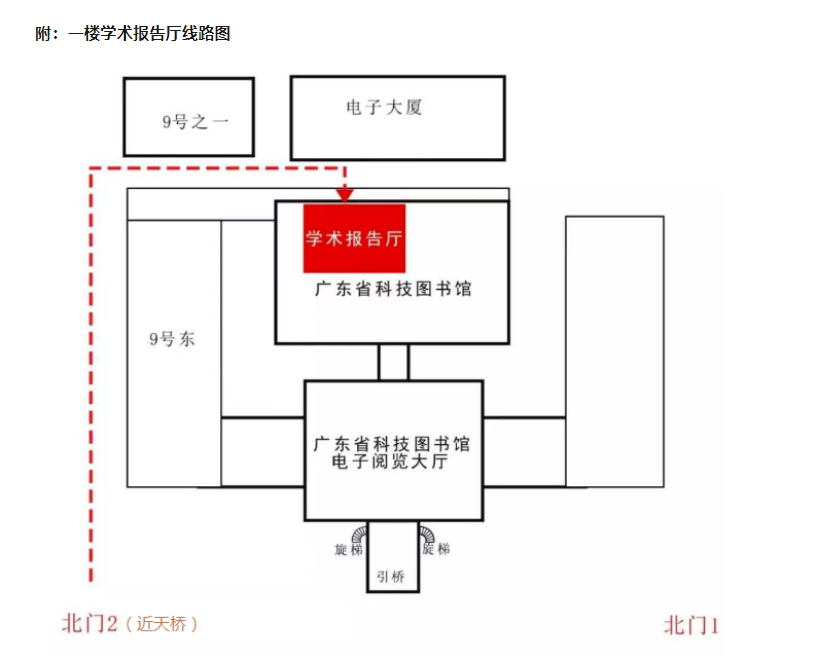 附：一楼学术报告厅线路图
9号之一
电子大厦
学术报告厅
广东省科技图书馆
9号东
广东省科技图书馆
电子阅览大厅
旋梯
旋梯
引桥
北门2（近天桥）
北门1